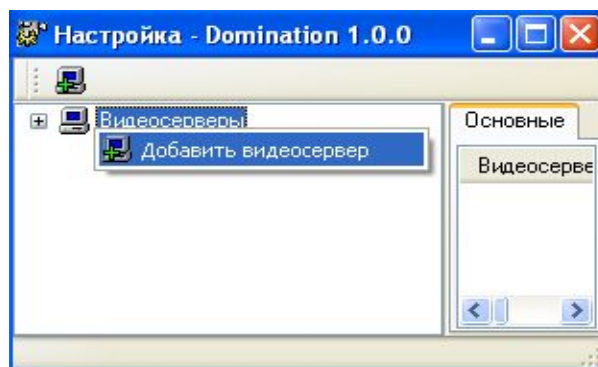 Настройка - Domination 1.0.0
Видеосерверы
Добавить видеосервер
Основные
Видеосерве